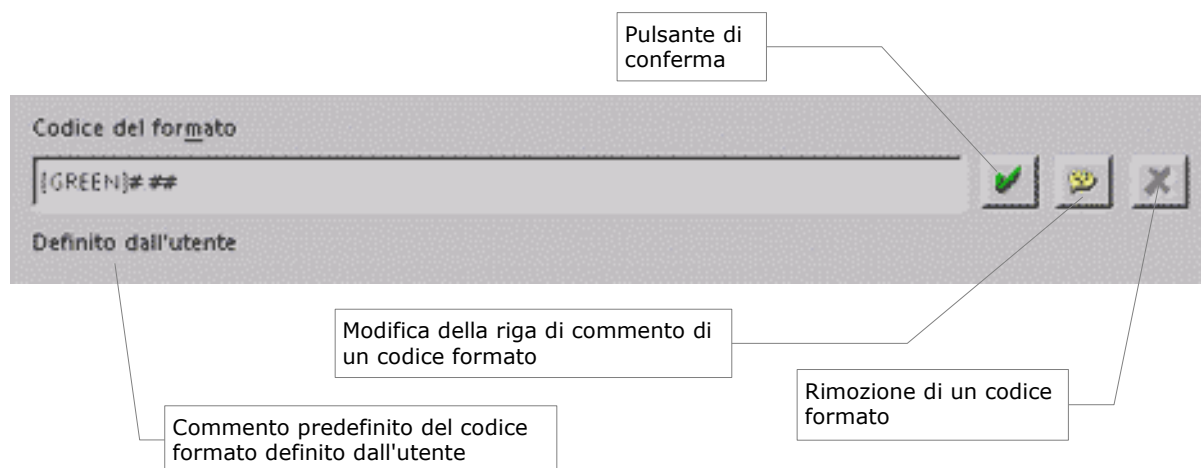 Pulsante di
conferma
Codice del formato
[GREEN]#.##
Definito dall'utente
Modifica della riga di commento di
un codice formato
Rimozione di un codice
formato
Commento predefinito del codice
formato definito dall'utente